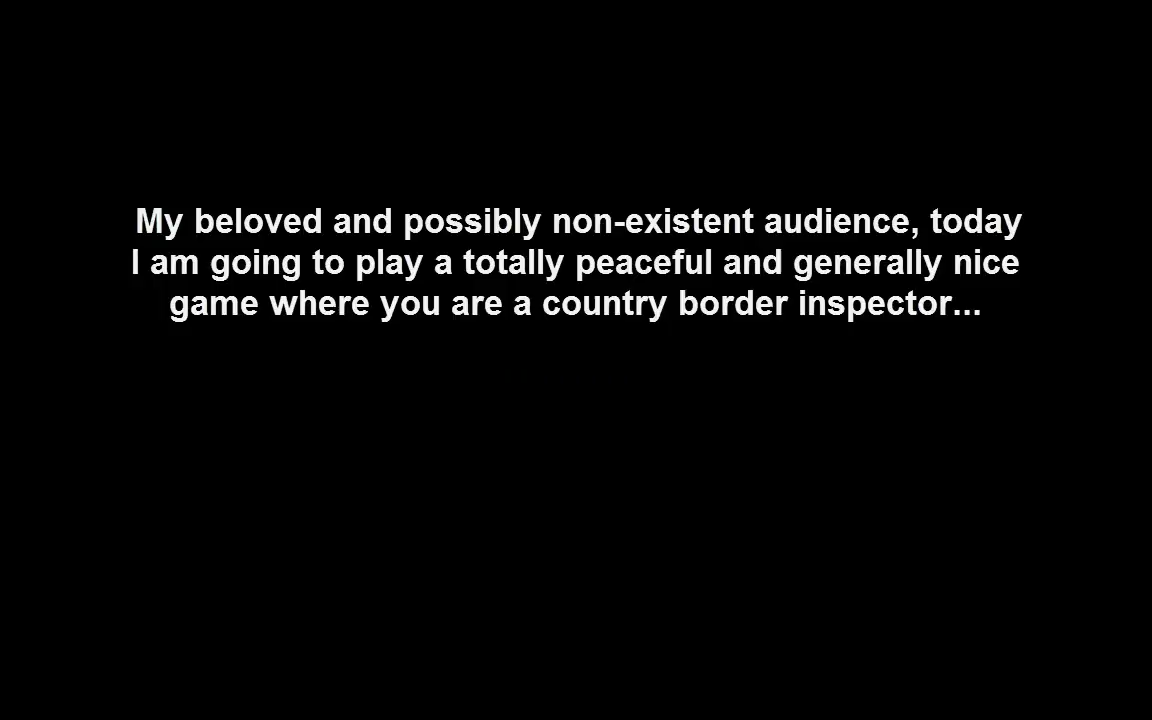 My beloved and possibly non-existent audience, today
I am going to play a totally peaceful and generally nice
game where you are a country border inspector...